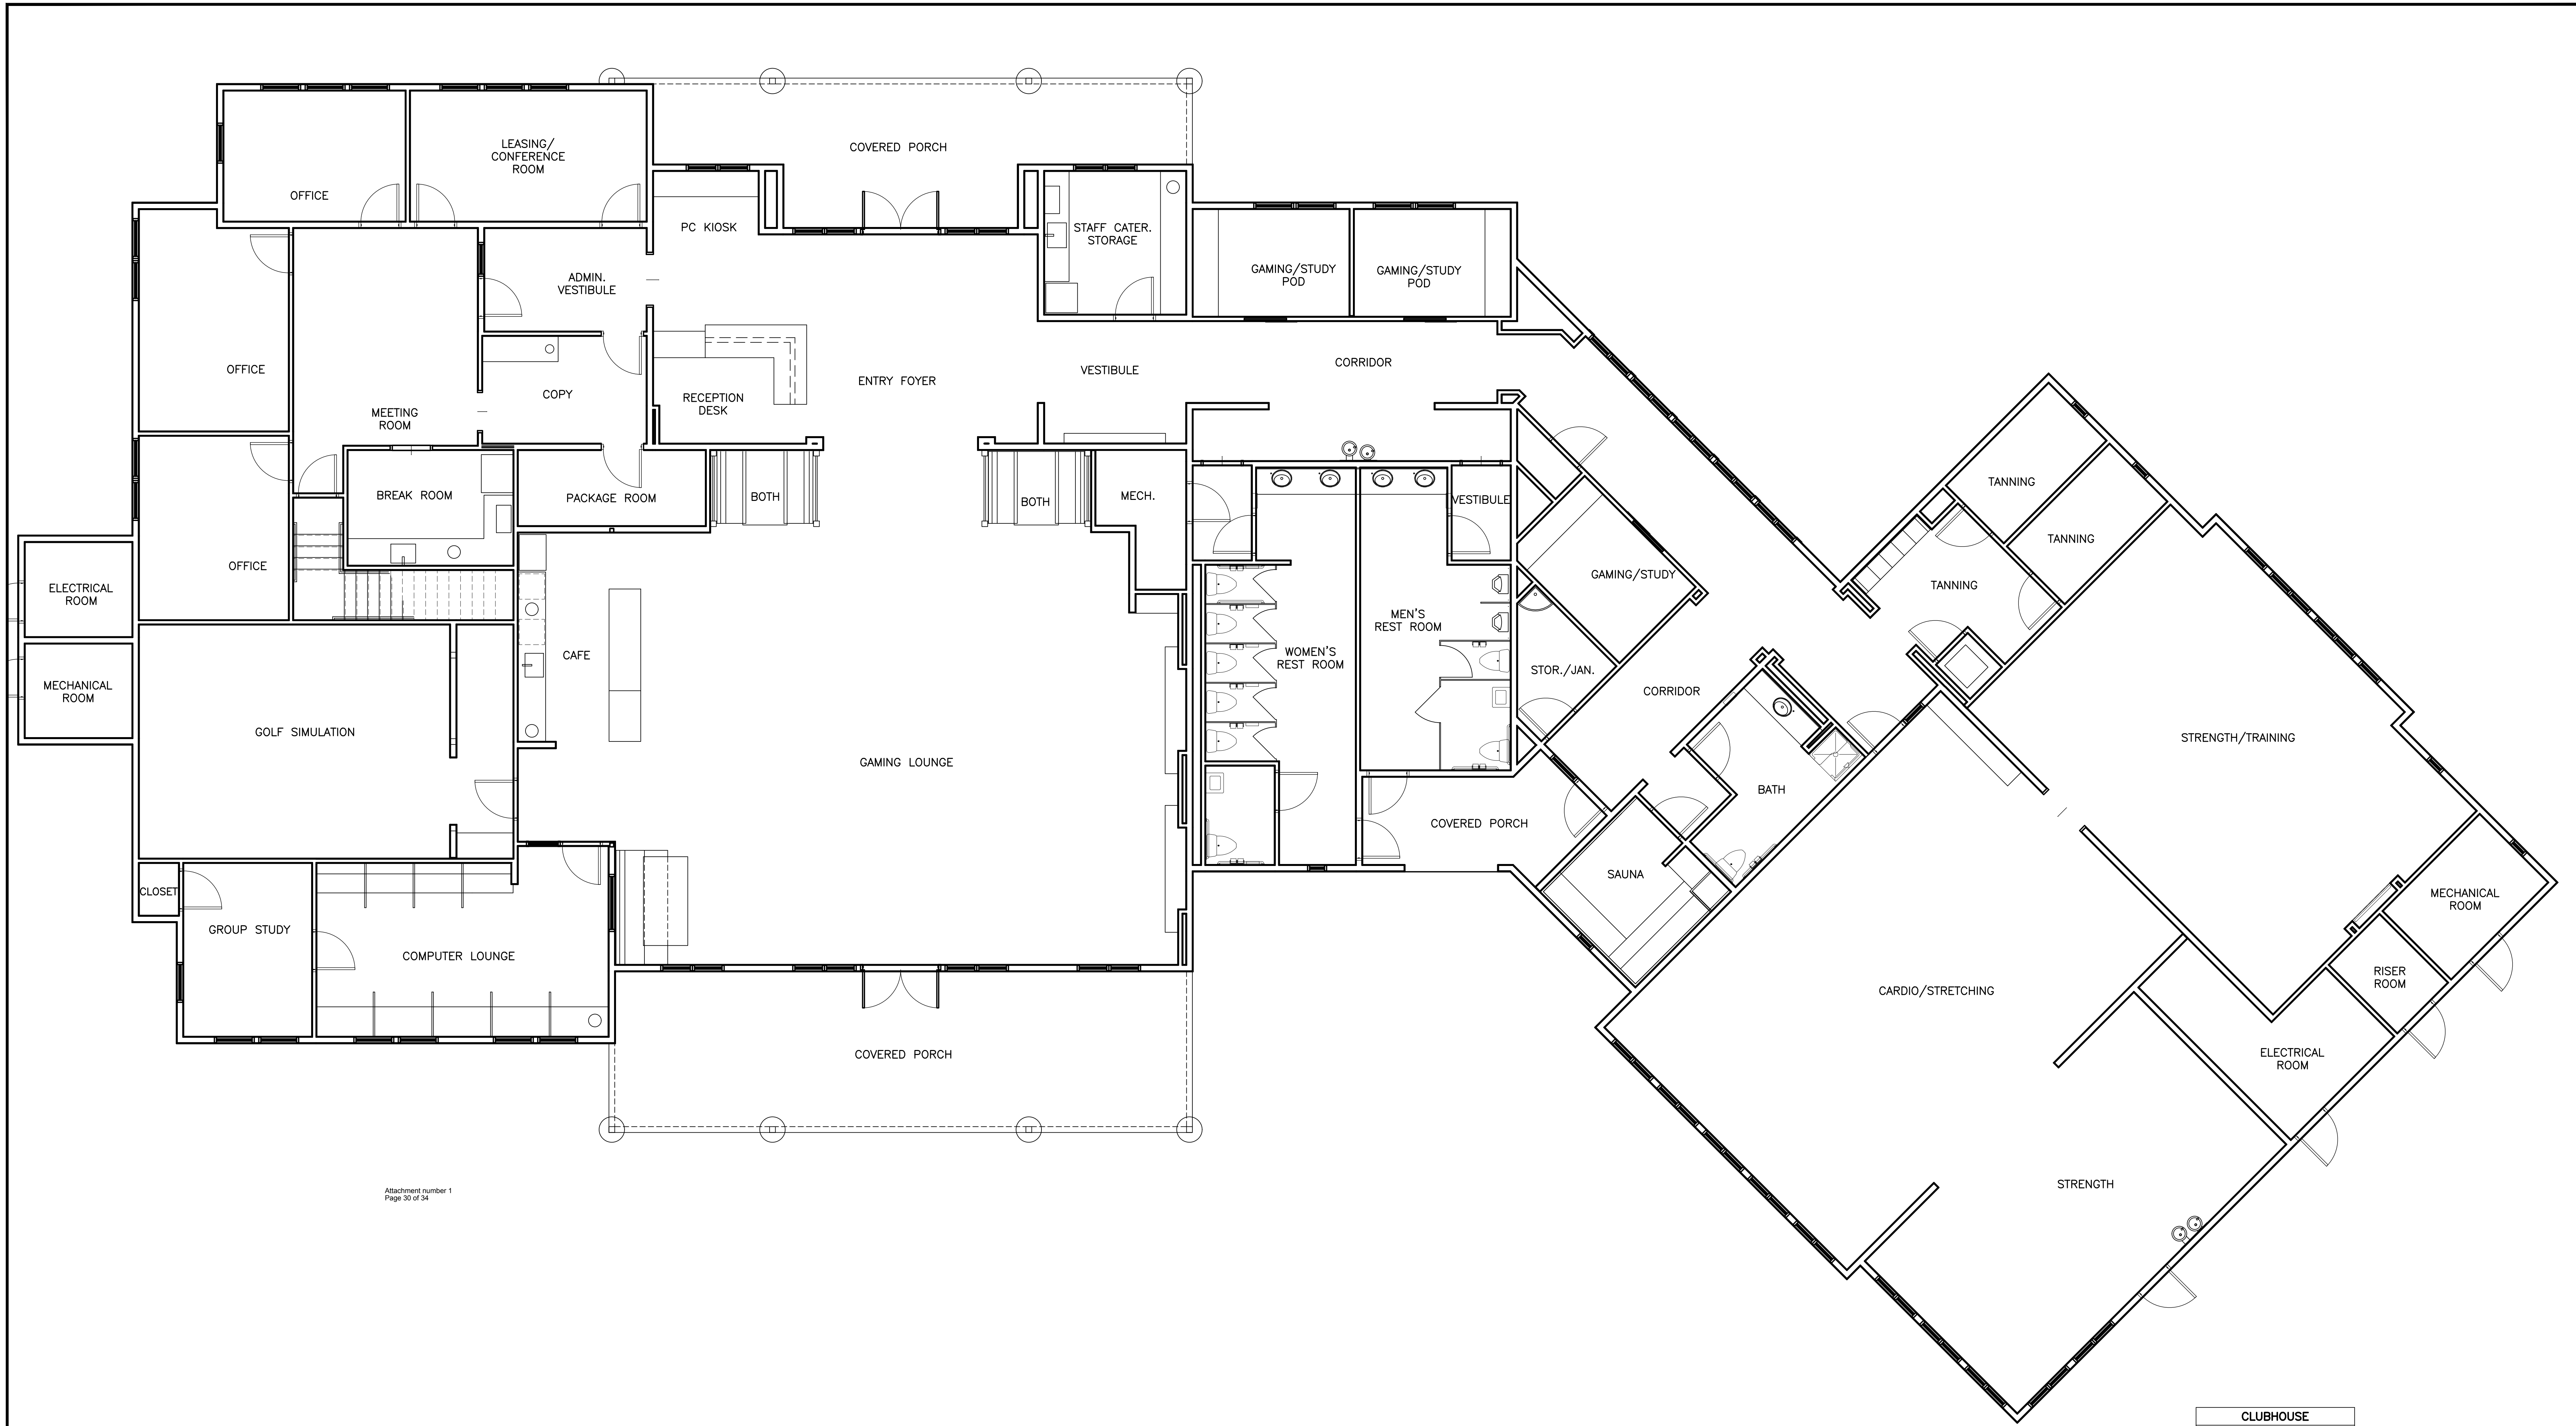 COVERED PORCH
LEASING/
CONFERENCE
ROOM
OFFICE
PC KIOSK
STAFF CATER.
STORAGE
ADMIN.
VESTIBULE
GAMING/STUDY
POD
GAMING/STUDY
POD
OFFICE
ENTRY FOYER
VESTIBULE
CORRIDOR
COPY
RECEPTION
DESK
MEETING
ROOM
BREAK ROOM
PACKAGE ROOM
BOTH
BOTH
MECH.
VESTIBULE
TANNING
TANNING
TANNING
OFFICE
ELECTRICAL
ROOM
GAMING/STUDY
MEN'S
REST ROOM
WOMEN'S
REST ROOM
CAFE
STOR./JAN.
CORRIDOR
MECHANICAL
ROOM
GOLF SIMULATION
GAMING LOUNGE
STRENGTH/TRAINING
BATH
COVERED PORCH
SAUNA
CLOSET
GROUP STUDY
COMPUTER LOUNGE
MECHANICAL
ROOM
RISER
ROOM
CARDIO/STRETCHING
COVERED PORCH
ELECTRICAL
ROOM
STRENGTH
Attachment number 1
Page 30 of 34
CLUBHOUSE